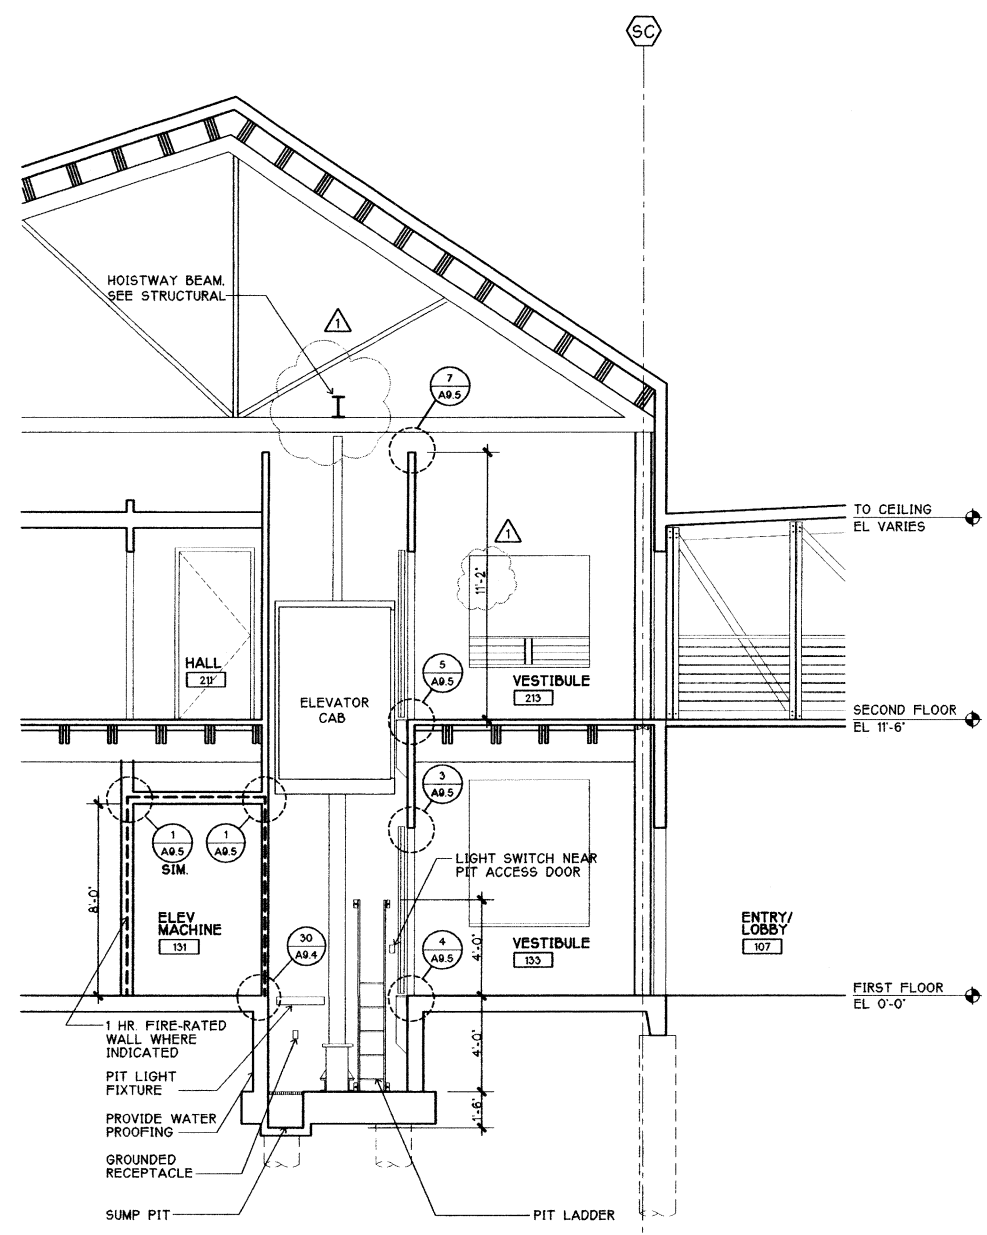 SC
HOISTWAY BEAM.
SEE STRUCTURAL
1
7
A9.5
TO CEILING
EL VARIES
1
11'-2"
HALL
211
5
A9.5
VESTIBULE
213
ELEVATOR
CAB
SECOND FLOOR
EL 11'-6"
3
A9.5
1
A9.5
SIM.
1
A9.5
LIGHT SWITCH NEAR
PIT ACCESS DOOR
8'-0"
ELEV
MACHINE
131
30
A9.4
4
A9.5
4'-0"
VESTIBULE
133
ENTRY/
LOBBY
107
FIRST FLOOR
EL 0'-0"
1 HR. FIRE-RATED
WALL WHERE
INDICATED
4'-0"
PIT LIGHT
FIXTURE
1'-6"
PROVIDE WATER
PROOFING
GROUNDED
RECEPTACLE
SUMP PIT
PIT LADDER